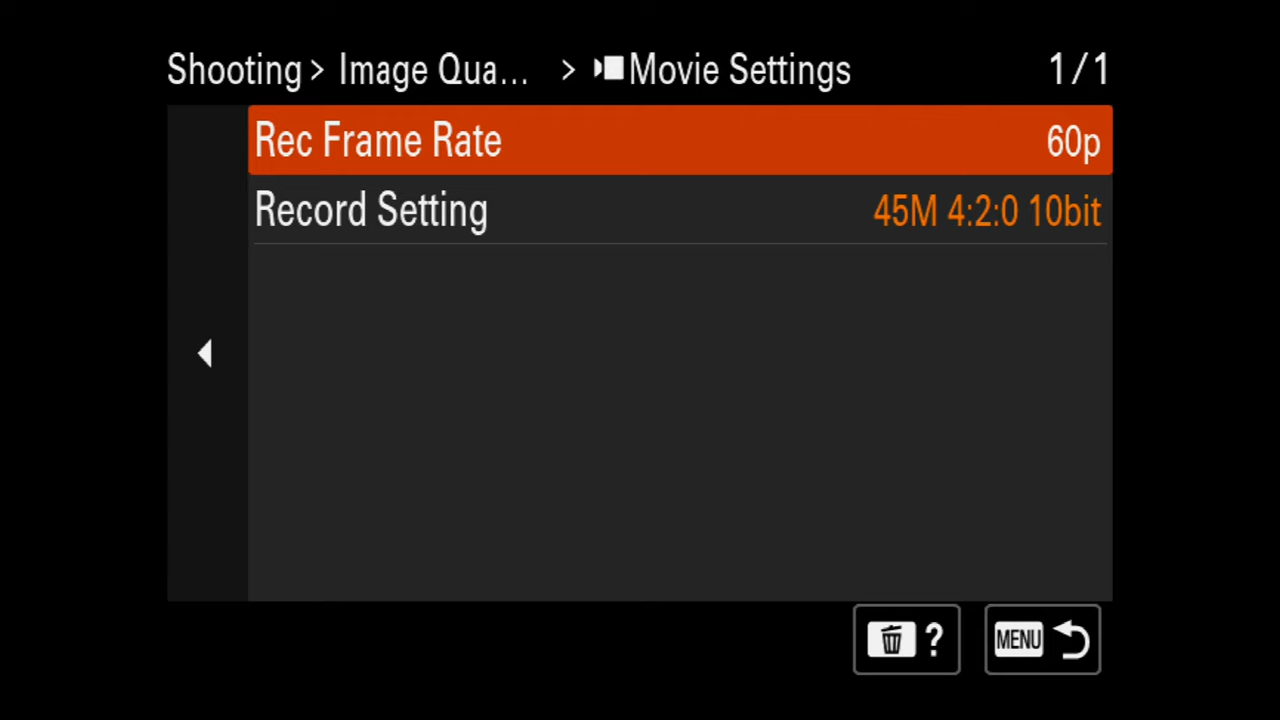 Shooting > Image Qua... > Movie Settings 1/1
Rec Frame Rate 60p
Record Setting 45M 4:2:0 10bit
? MENU